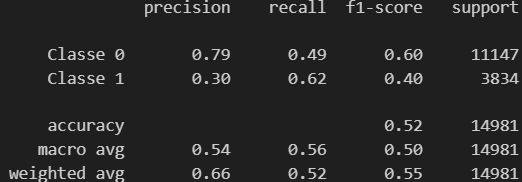 precision recall f1-score support
Classe 0 0.79 0.49 0.60 11147
Classe 1 0.30 0.62 0.40 3834
accuracy 0.52 14981
macro avg 0.54 0.56 0.50 14981
weighted avg 0.66 0.52 0.55 14981